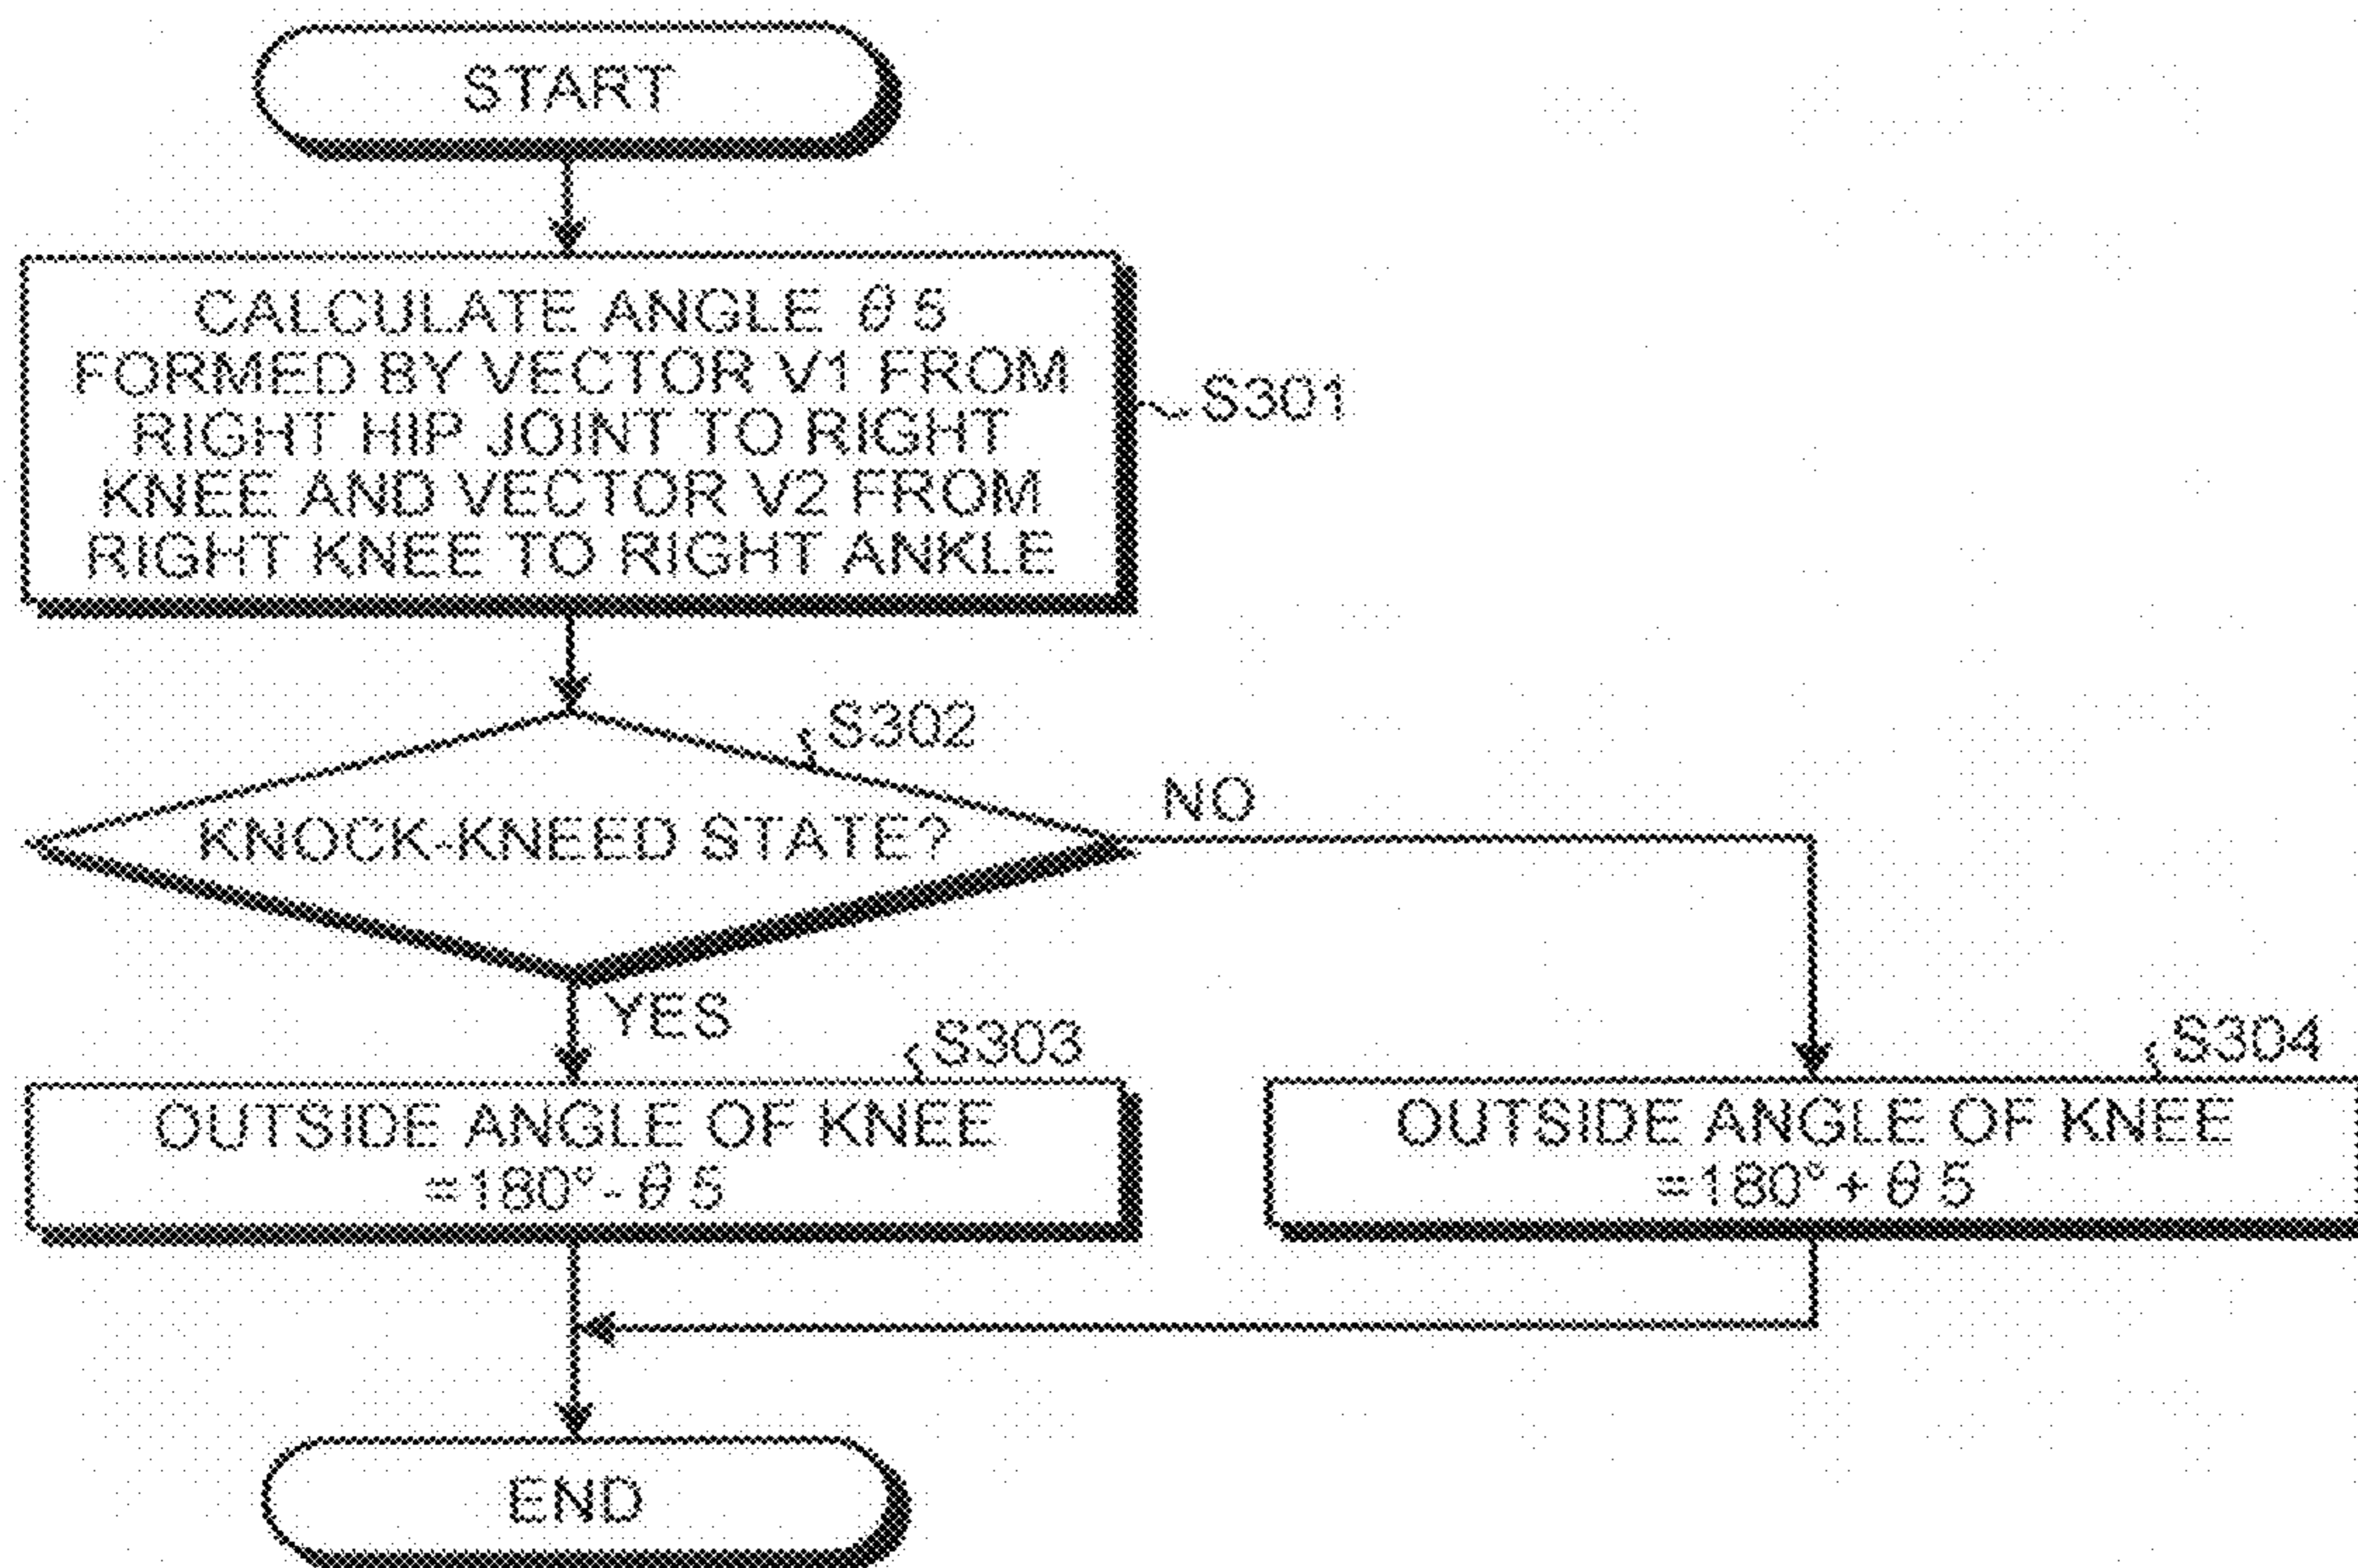 START
CALCULATE ANGLE θ5
FORMED BY VECTOR V1 FROM
RIGHT HIP JOINT TO RIGHT
KNEE AND VECTOR V2 FROM
RIGHT KNEE TO RIGHT ANKLE
S301
S302
KNOCK-KNEED STATE?
NO
YES
S303
OUTSIDE ANGLE OF KNEE
=180°-θ5
S304
OUTSIDE ANGLE OF KNEE
=180°+θ5
END